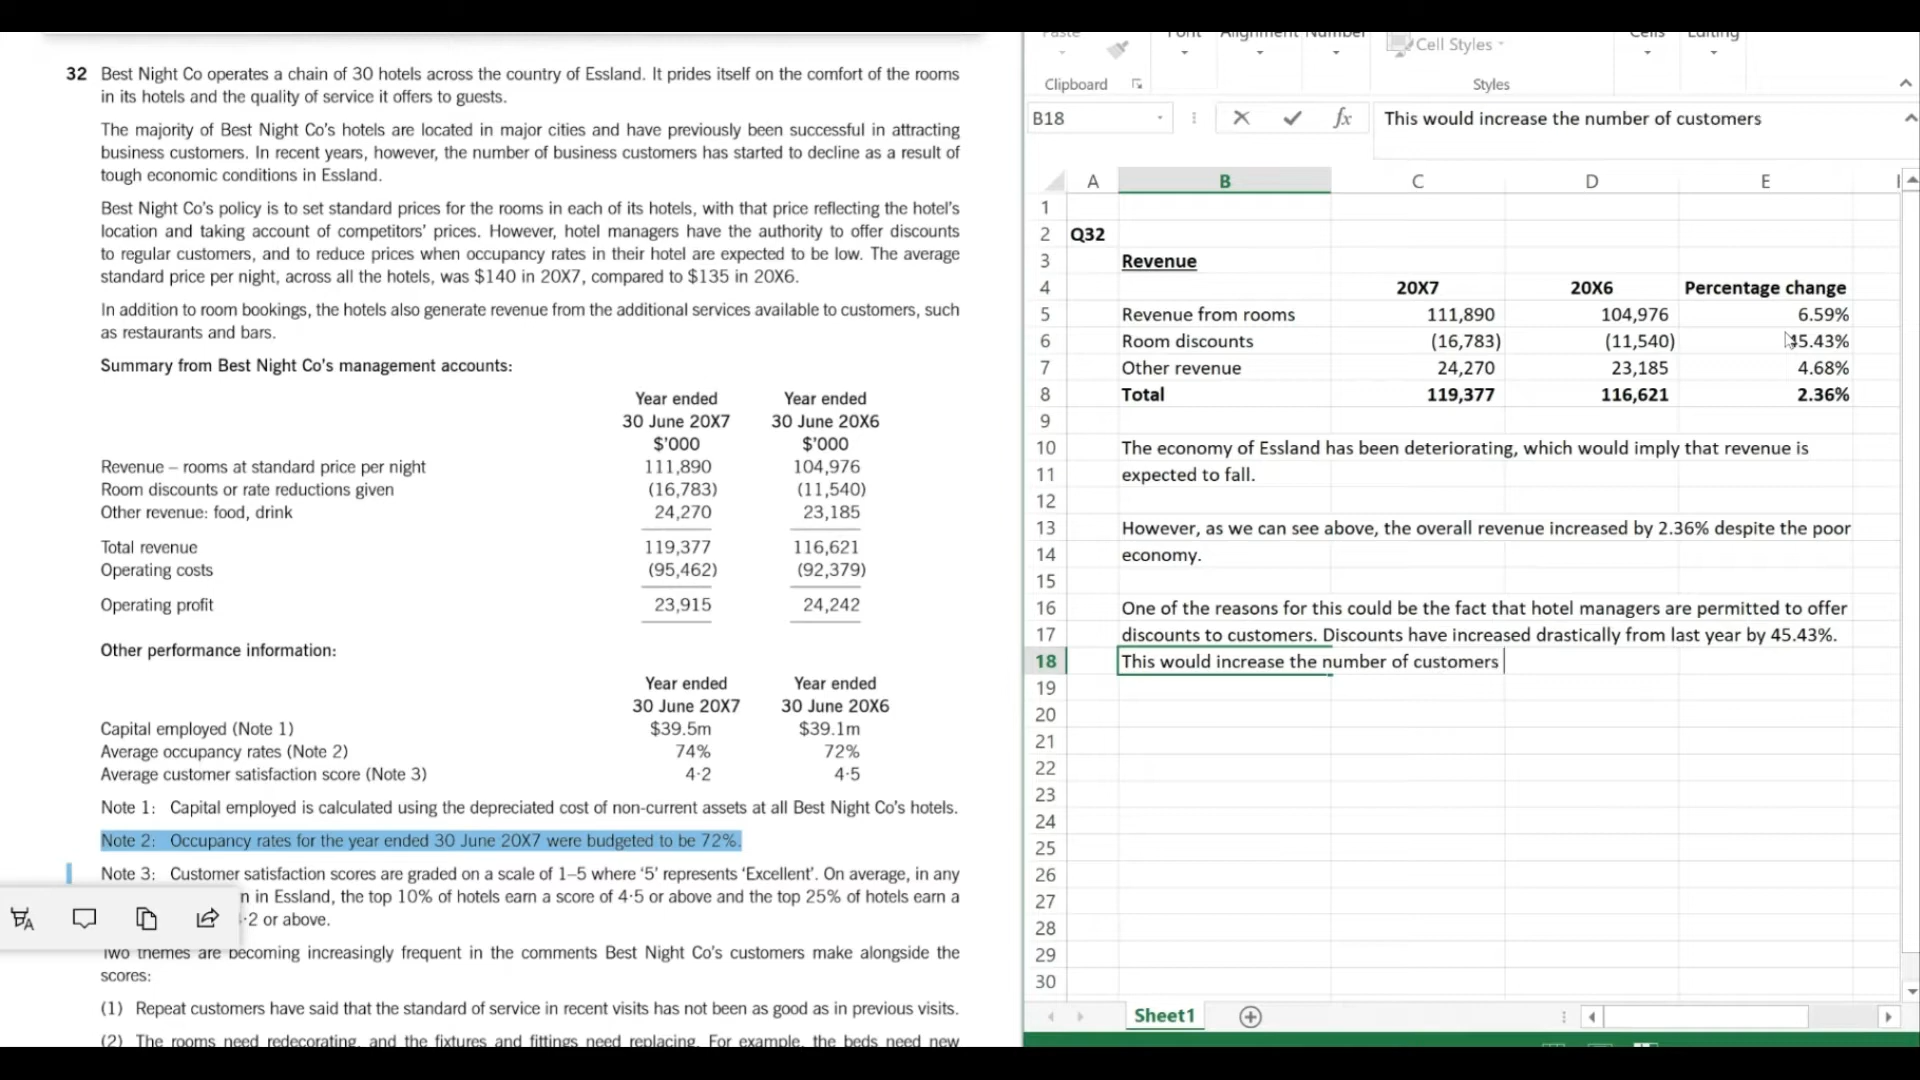 32 Best Night Co operates a chain of 30 hotels across the country of Essland. It prides itself on the comfort of the rooms
in its hotels and the quality of service it offers to guests.
The majority of Best Night Co's hotels are located in major cities and have previously been successful in attracting
business customers. In recent years, however, the number of business customers has started to decline as a result of
tough economic conditions in Essland.
Best Night Co's policy is to set standard prices for the rooms in each of its hotels, with that price reflecting the hotel's
location and taking account of competitors' prices. However, hotel managers have the authority to offer discounts
to regular customers, and to reduce prices when occupancy rates in their hotel are expected to be low. The average
standard price per night, across all the hotels, was $140 in 20X7, compared to $135 in 20X6.
In addition to room bookings, the hotels also generate revenue from the additional services available to customers, such
as restaurants and bars.
Summary from Best Night Co's management accounts:
Year ended Year ended
30 June 20X7 30 June 20X6
$'000 $'000
Revenue – rooms at standard price per night 111,890 104,976
Room discounts or rate reductions given (16,783) (11,540)
Other revenue: food, drink 24,270 23,185
Total revenue 119,377 116,621
Operating costs (95,462) (92,379)
Operating profit 23,915 24,242
Other performance information:
Year ended Year ended
30 June 20X7 30 June 20X6
Capital employed (Note 1) $39.5m $39.1m
Average occupancy rates (Note 2) 74% 72%
Average customer satisfaction score (Note 3) 4·2 4·5
Note 1: Capital employed is calculated using the depreciated cost of non-current assets at all Best Night Co's hotels.
Note 2: Occupancy rates for the year ended 30 June 20X7 were budgeted to be 72%.
Note 3: Customer satisfaction scores are graded on a scale of 1–5 where '5' represents 'Excellent'. On average, in any
n in Essland, the top 10% of hotels earn a score of 4·5 or above and the top 25% of hotels earn a
·2 or above.
Two themes are becoming increasingly frequent in the comments Best Night Co's customers make alongside the
scores:
(1) Repeat customers have said that the standard of service in recent visits has not been as good as in previous visits.
(2) The rooms need redecorating, and the fixtures and fittings need replacing. For example, the beds need new
Paste Font Alignment Number Cell Styles Cells Editing
Clipboard Styles
B18 fx This would increase the number of customers
A B C D E
1
2 Q32
3 Revenue
4 20X7 20X6 Percentage change
5 Revenue from rooms 111,890 104,976 6.59%
6 Room discounts (16,783) (11,540) 45.43%
7 Other revenue 24,270 23,185 4.68%
8 Total 119,377 116,621 2.36%
9
10 The economy of Essland has been deteriorating, which would imply that revenue is
11 expected to fall.
12
13 However, as we can see above, the overall revenue increased by 2.36% despite the poor
14 economy.
15
16 One of the reasons for this could be the fact that hotel managers are permitted to offer
17 discounts to customers. Discounts have increased drastically from last year by 45.43%.
18 This would increase the number of customers
19
20
21
22
23
24
25
26
27
28
29
30
Sheet1